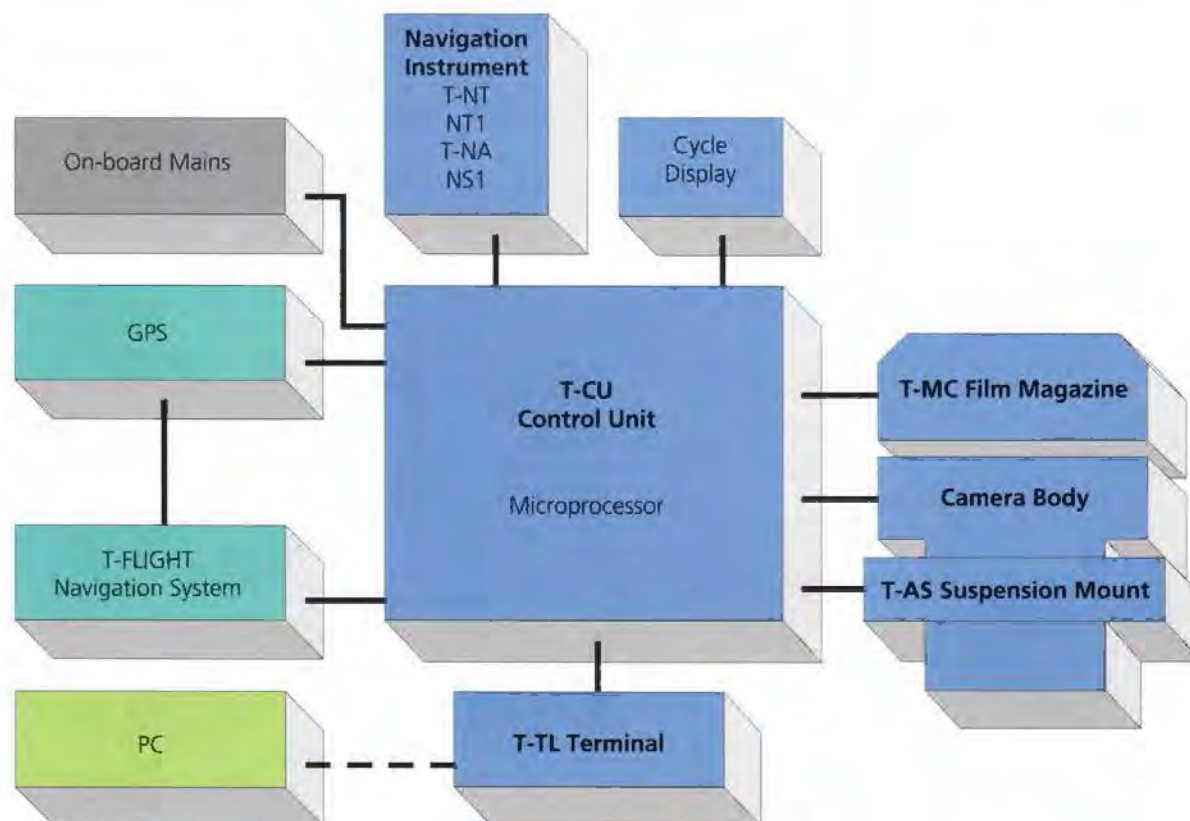 Navigation
Instrument
T-NT
NT1
T-NA
NS1
On-board Mains
Cycle
Display
GPS
T-CU
Control Unit
Microprocessor
T-MC Film Magazine
Camera Body
T-AS Suspension Mount
T-FLIGHT
Navigation System
PC
T-TL Terminal